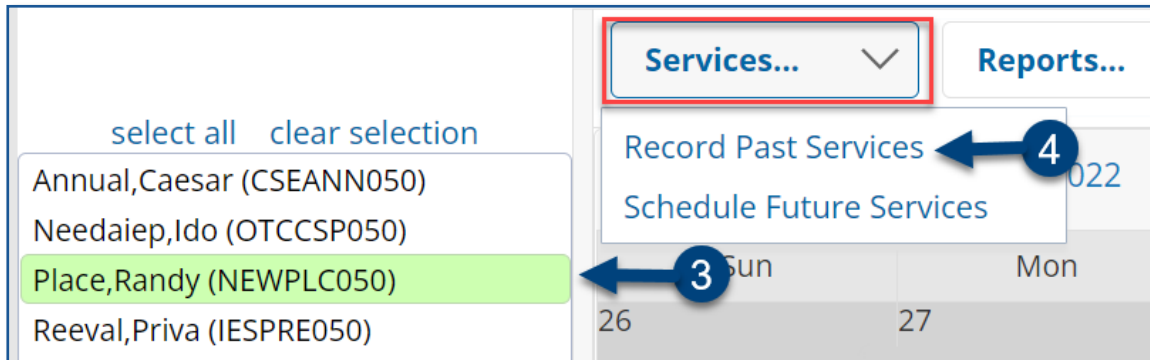 Services... Reports...
select all clear selection
Record Past Services 4
022
Annual,Caesar (CSEANN050)
Schedule Future Services
Needaiep,Ido (OTCCSP050)
Place,Randy (NEWPLC050)
3 Sun Mon
Reeval,Priva (IESPRE050)
26 27